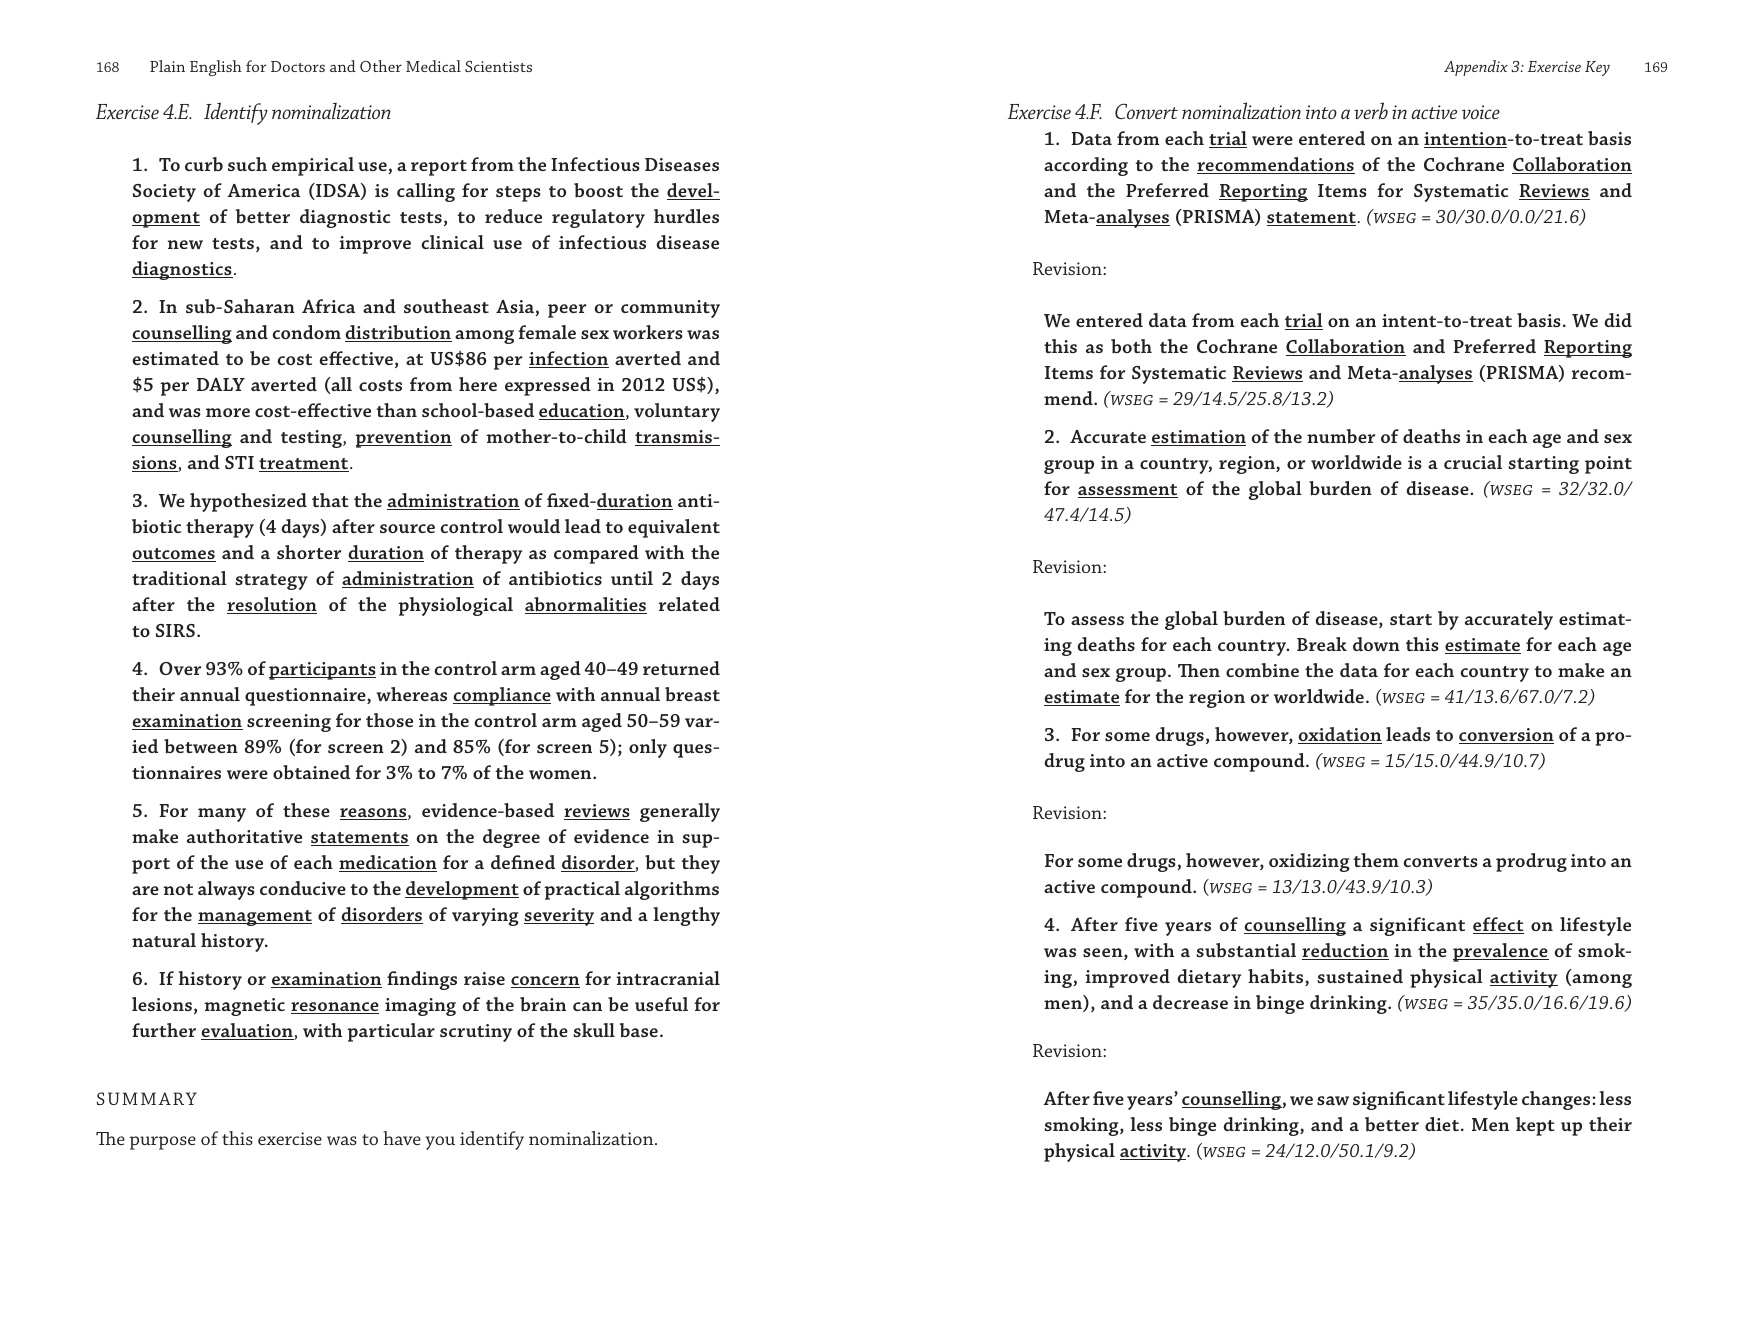 168 Plain English for Doctors and Other Medical Scientists
Exercise 4.E. Identify nominalization
1. To curb such empirical use, a report from the Infectious Diseases
Society of America (IDSA) is calling for steps to boost the devel-
opment of better diagnostic tests, to reduce regulatory hurdles
for new tests, and to improve clinical use of infectious disease
diagnostics.
2. In sub-Saharan Africa and southeast Asia, peer or community
counselling and condom distribution among female sex workers was
estimated to be cost effective, at US$86 per infection averted and
$5 per DALY averted (all costs from here expressed in 2012 US$),
and was more cost-effective than school-based education, voluntary
counselling and testing, prevention of mother-to-child transmis-
sions, and STI treatment.
3. We hypothesized that the administration of fixed-duration anti-
biotic therapy (4 days) after source control would lead to equivalent
outcomes and a shorter duration of therapy as compared with the
traditional strategy of administration of antibiotics until 2 days
after the resolution of the physiological abnormalities related
to SIRS.
4. Over 93% of participants in the control arm aged 40–49 returned
their annual questionnaire, whereas compliance with annual breast
examination screening for those in the control arm aged 50–59 var-
ied between 89% (for screen 2) and 85% (for screen 5); only ques-
tionnaires were obtained for 3% to 7% of the women.
5. For many of these reasons, evidence-based reviews generally
make authoritative statements on the degree of evidence in sup-
port of the use of each medication for a defined disorder, but they
are not always conducive to the development of practical algorithms
for the management of disorders of varying severity and a lengthy
natural history.
6. If history or examination findings raise concern for intracranial
lesions, magnetic resonance imaging of the brain can be useful for
further evaluation, with particular scrutiny of the skull base.
SUMMARY
The purpose of this exercise was to have you identify nominalization.
Appendix 3: Exercise Key 169
Exercise 4.F. Convert nominalization into a verb in active voice
1. Data from each trial were entered on an intention-to-treat basis
according to the recommendations of the Cochrane Collaboration
and the Preferred Reporting Items for Systematic Reviews and
Meta-analyses (PRISMA) statement. (WSEG = 30/30.0/0.0/21.6)
Revision:
We entered data from each trial on an intent-to-treat basis. We did
this as both the Cochrane Collaboration and Preferred Reporting
Items for Systematic Reviews and Meta-analyses (PRISMA) recom-
mend. (WSEG = 29/14.5/25.8/13.2)
2. Accurate estimation of the number of deaths in each age and sex
group in a country, region, or worldwide is a crucial starting point
for assessment of the global burden of disease. (WSEG = 32/32.0/
47.4/14.5)
Revision:
To assess the global burden of disease, start by accurately estimat-
ing deaths for each country. Break down this estimate for each age
and sex group. Then combine the data for each country to make an
estimate for the region or worldwide. (WSEG = 41/13.6/67.0/7.2)
3. For some drugs, however, oxidation leads to conversion of a pro-
drug into an active compound. (WSEG = 15/15.0/44.9/10.7)
Revision:
For some drugs, however, oxidizing them converts a prodrug into an
active compound. (WSEG = 13/13.0/43.9/10.3)
4. After five years of counselling a significant effect on lifestyle
was seen, with a substantial reduction in the prevalence of smok-
ing, improved dietary habits, sustained physical activity (among
men), and a decrease in binge drinking. (WSEG = 35/35.0/16.6/19.6)
Revision:
After five years’ counselling, we saw significant lifestyle changes: less
smoking, less binge drinking, and a better diet. Men kept up their
physical activity. (WSEG = 24/12.0/50.1/9.2)